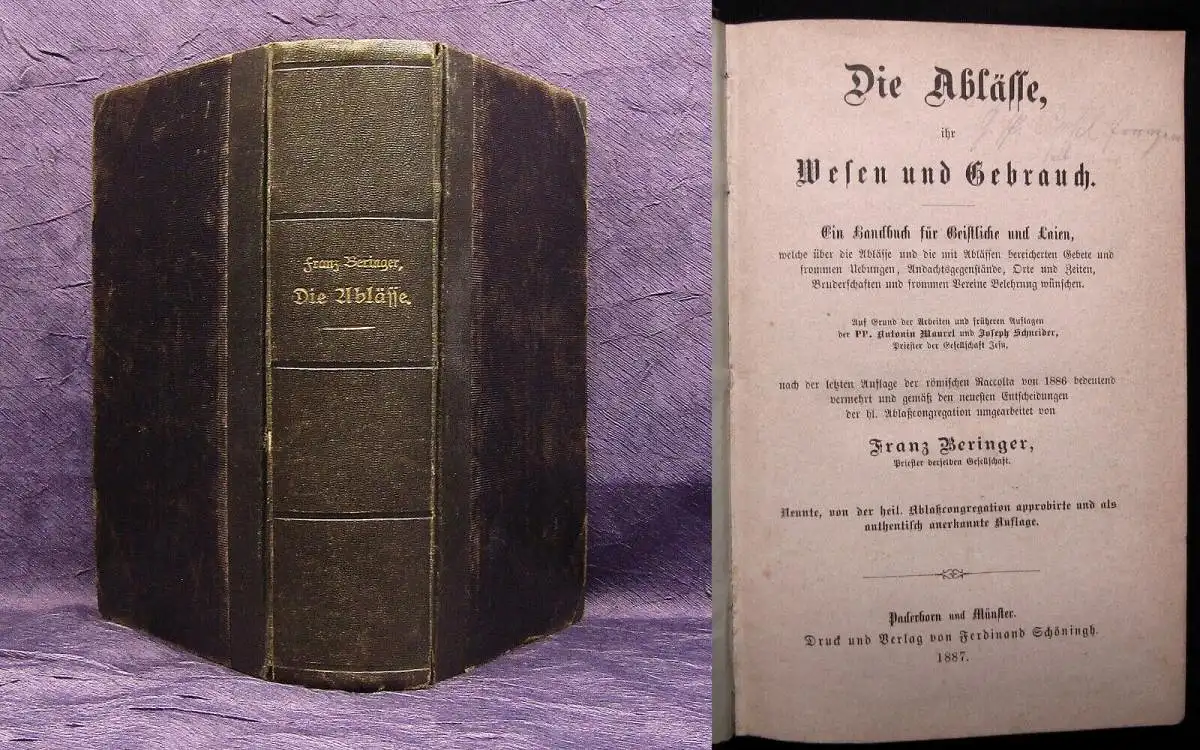 Franz Beringer,
Die Ablässe.
Die Ablässe,
ihr
Wesen und Gebrauch.
Ein Handbuch für Geistliche und Laien,
welche über die Ablässe und die mit Ablässen bereicherten Gebete und
frommen Uebungen, Andachtsgegenstände, Orte und Zeiten,
Bruderschaften und frommen Vereine Belehrung wünschen.
Auf Grund der Arbeiten und früheren Auflagen
der PP. Antonin Maurel und Joseph Schneider,
Priester der Gesellschaft Jesu,
nach der letzten Auflage der römischen Raccolta von 1886 bedeutend
vermehrt und gemäß den neuesten Entscheidungen
der hl. Ablaßcongregation umgearbeitet von
Franz Beringer,
Priester derselben Gesellschaft.
Neunte, von der heil. Ablaßcongregation approbirte und als
authentisch anerkannte Auflage.
Paderborn und Münster.
Druck und Verlag von Ferdinand Schöningh.
1887.